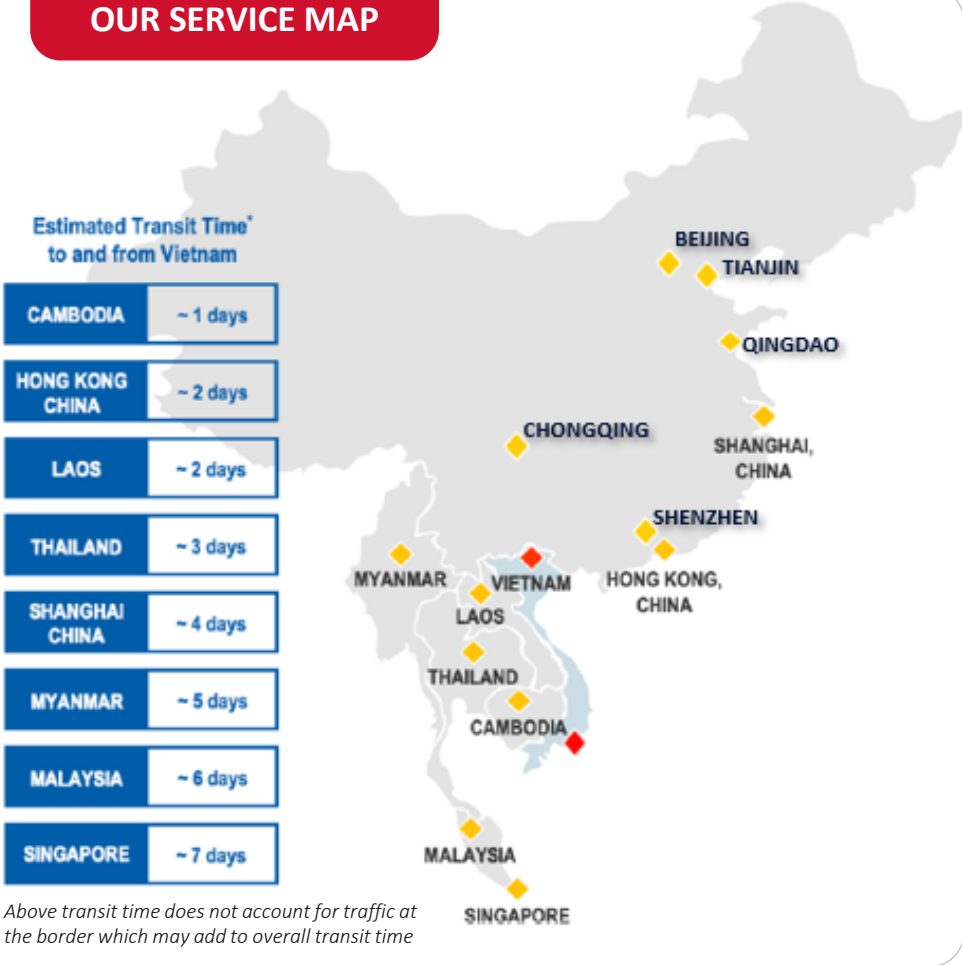 OUR SERVICE MAP
Estimated Transit Time*
to and from Vietnam
CAMBODIA ~ 1 days
HONG KONG
CHINA
~ 2 days
LAOS ~ 2 days
THAILAND ~ 3 days
SHANGHAI
CHINA
~ 4 days
MYANMAR ~ 5 days
MALAYSIA ~ 6 days
SINGAPORE ~ 7 days
Above transit time does not account for traffic at
the border which may add to overall transit time
BEIJING
TIANJIN
QINGDAO
CHONGQING
SHANGHAI,
CHINA
SHENZHEN
HONG KONG,
CHINA
MYANMAR
VIETNAM
LAOS
THAILAND
CAMBODIA
MALAYSIA
SINGAPORE